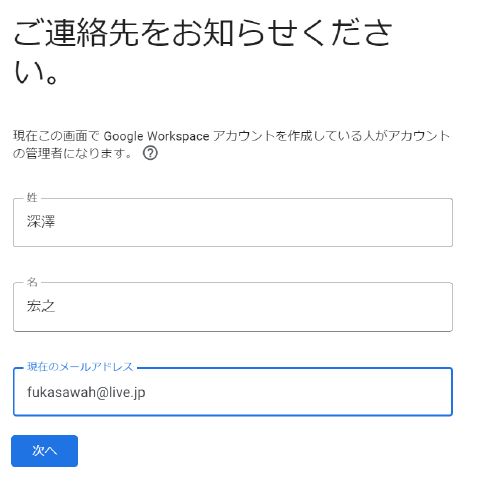 ご連絡先をお知らせくださ
い。
現在この画面で Google Workspace アカウントを作成している人がアカウント
の管理者になります。
姓
深澤
名
宏之
現在のメールアドレス
fukasawah@live.jp
次へ